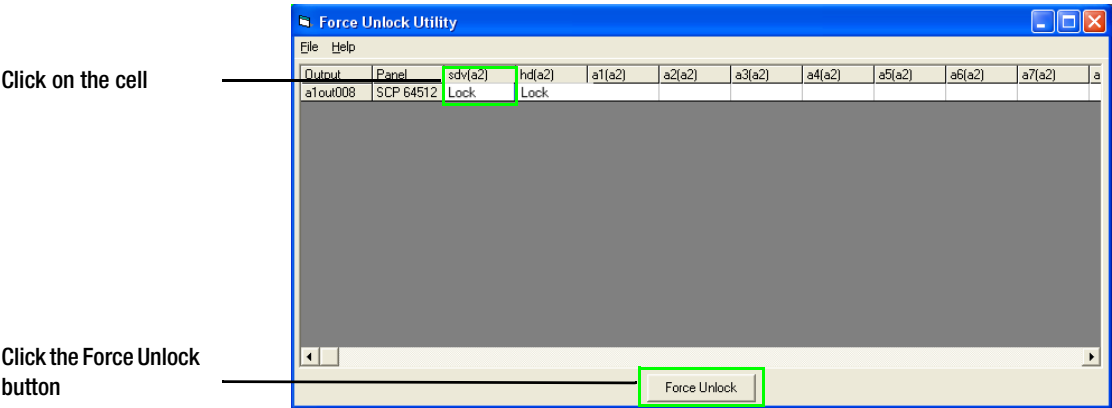 Force Unlock Utility
File Help
Click on the cell
Output Panel sdv(a2) hd(a2) a1(a2) a2(a2) a3(a2) a4(a2) a5(a2) a6(a2) a7(a2) a
a1out008 SCP 64512 Lock Lock
Click the Force Unlock
button
Force Unlock